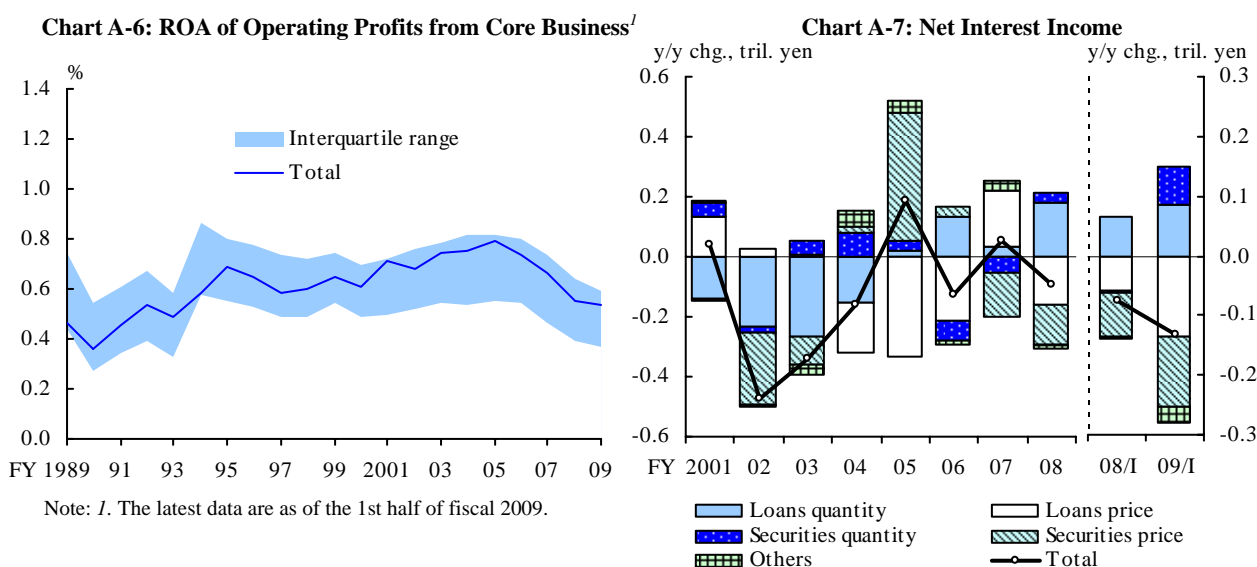 Chart A-6: ROA of Operating Profits from Core Business1
%
1.4
1.2
1.0
0.8
0.6
0.4
0.2
0.0
Interquartile range
Total
FY 1989 91 93 95 97 99 2001 03 05 07 09
Note: 1. The latest data are as of the 1st half of fiscal 2009.
Chart A-7: Net Interest Income
y/y chg., tril. yen
y/y chg., tril. yen
0.6
0.4
0.2
0.0
-0.2
-0.4
-0.6
0.3
0.2
0.1
0.0
-0.1
-0.2
-0.3
FY 2001 02 03 04 05 06 07 08 08/I 09/I
Loans quantity
Loans price
Securities quantity
Securities price
Others
Total